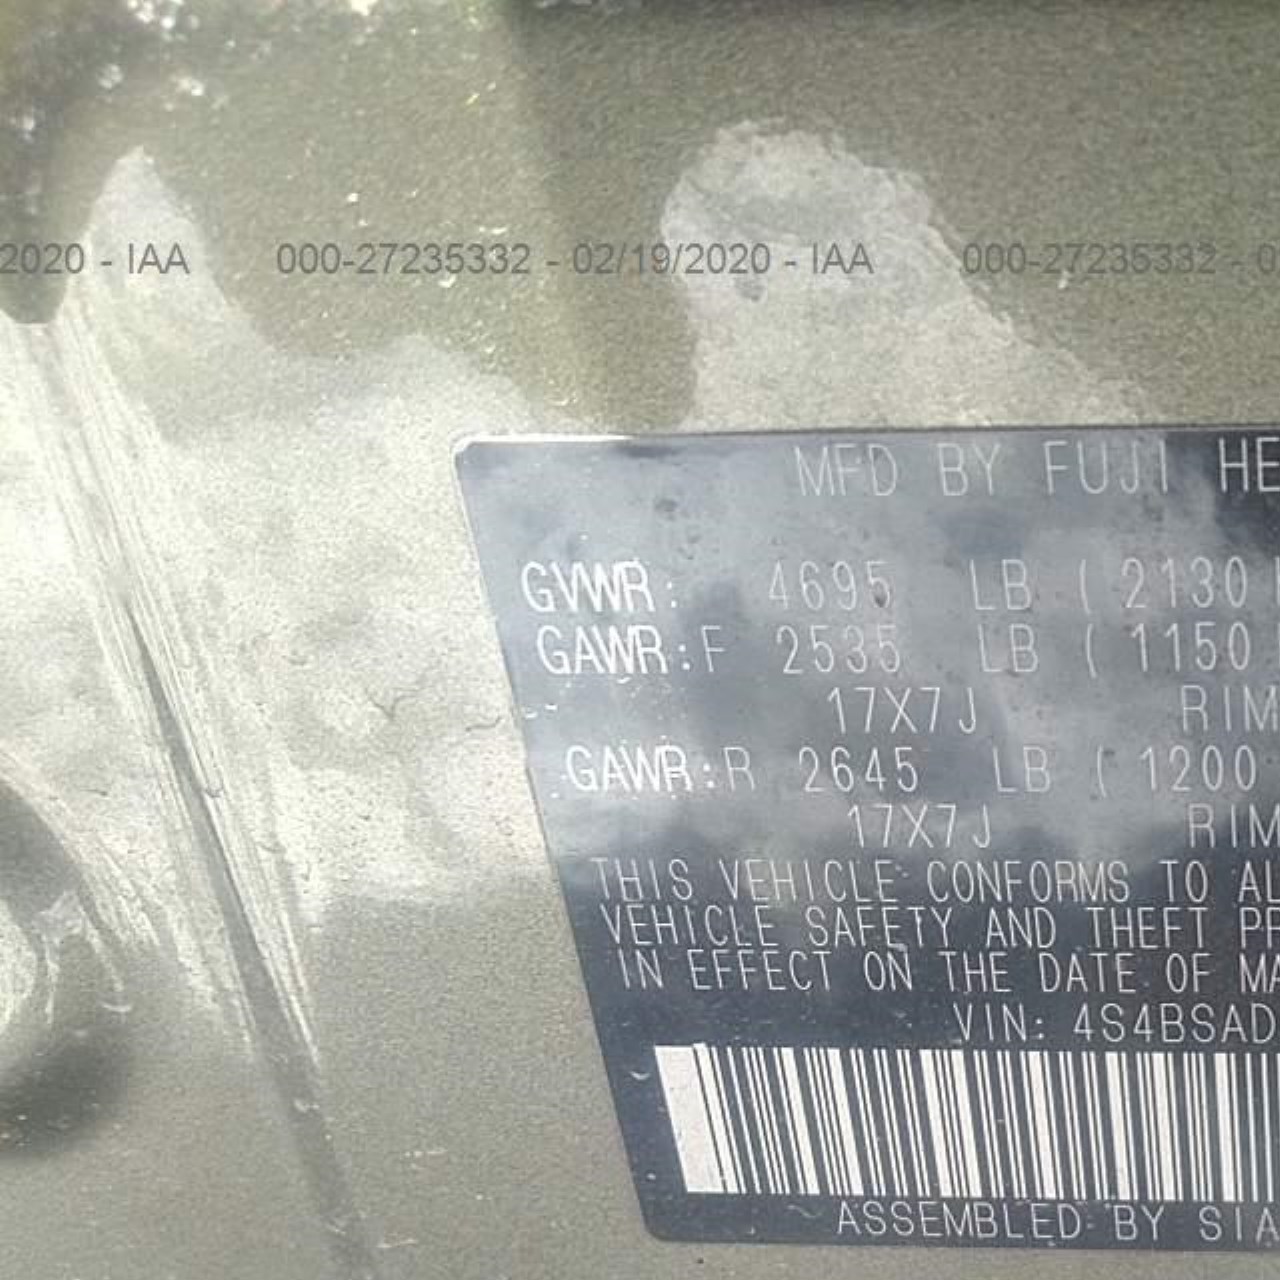 2020 - IAA 000-27235332 - 02/19/2020 - IAA 000-27235332 - 0
MFD BY FUJI HE
GVWR: 4695 LB ( 2130
GAWR:F 2535 LB ( 1150
17X7J RIM
GAWR:R 2645 LB ( 1200
17X7J RIM
THIS VEHICLE CONFORMS TO AL
VEHICLE SAFETY AND THEFT PR
IN EFFECT ON THE DATE OF MA
VIN: 4S4BSAD
ASSEMBLED BY SIA